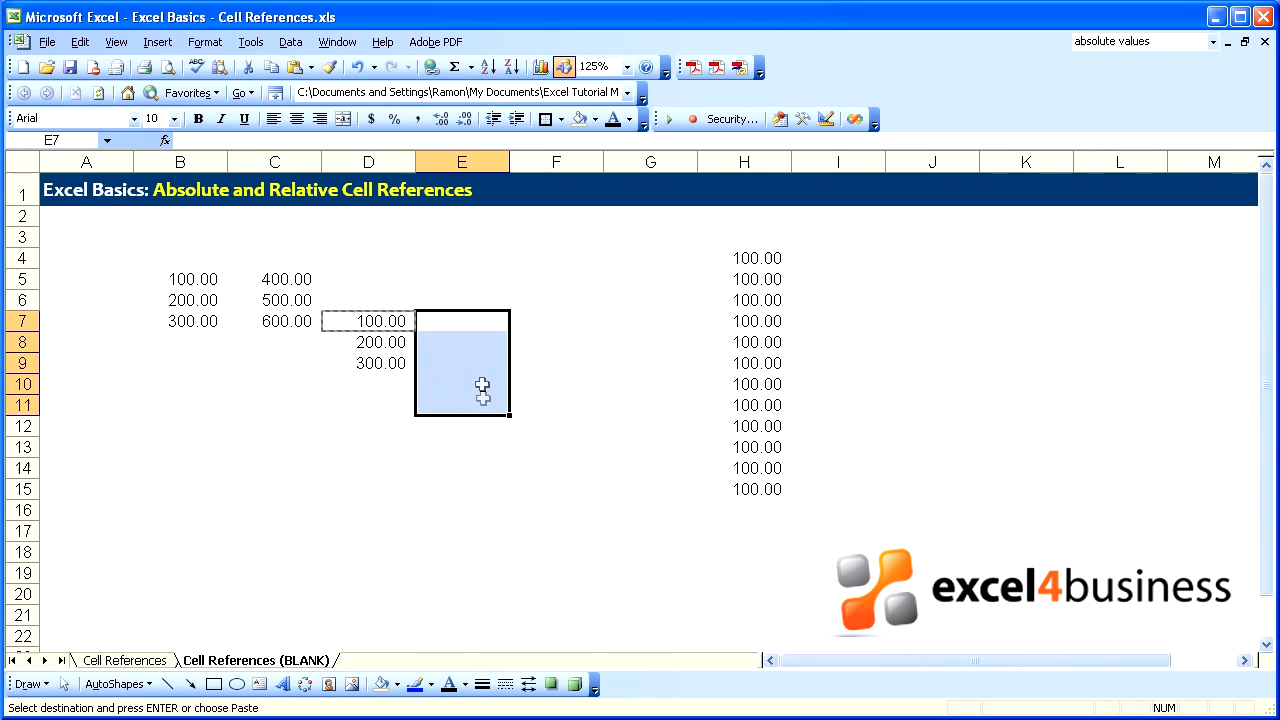 Microsoft Excel - Excel Basics - Cell References.xls
File Edit View Insert Format Tools Data Window Help Adobe PDF absolute values
125%
Favorites Go C:\Documents and Settings\Ramon\My Documents\Excel Tutorial M
Arial 10 B I U $ % , Security...
E7 fx
A B C D E F G H I J K L M
1 Excel Basics: Absolute and Relative Cell References
2
3
4 100.00
5 100.00 400.00 100.00
6 200.00 500.00 100.00
7 300.00 600.00 100.00 100.00
8 200.00 100.00
9 300.00 100.00
10 100.00
11 100.00
12 100.00
13 100.00
14 100.00
15 100.00
16
17
18
19
20
21
22
excel4business
Cell References Cell References (BLANK)
Draw AutoShapes A
Select destination and press ENTER or choose Paste NUM